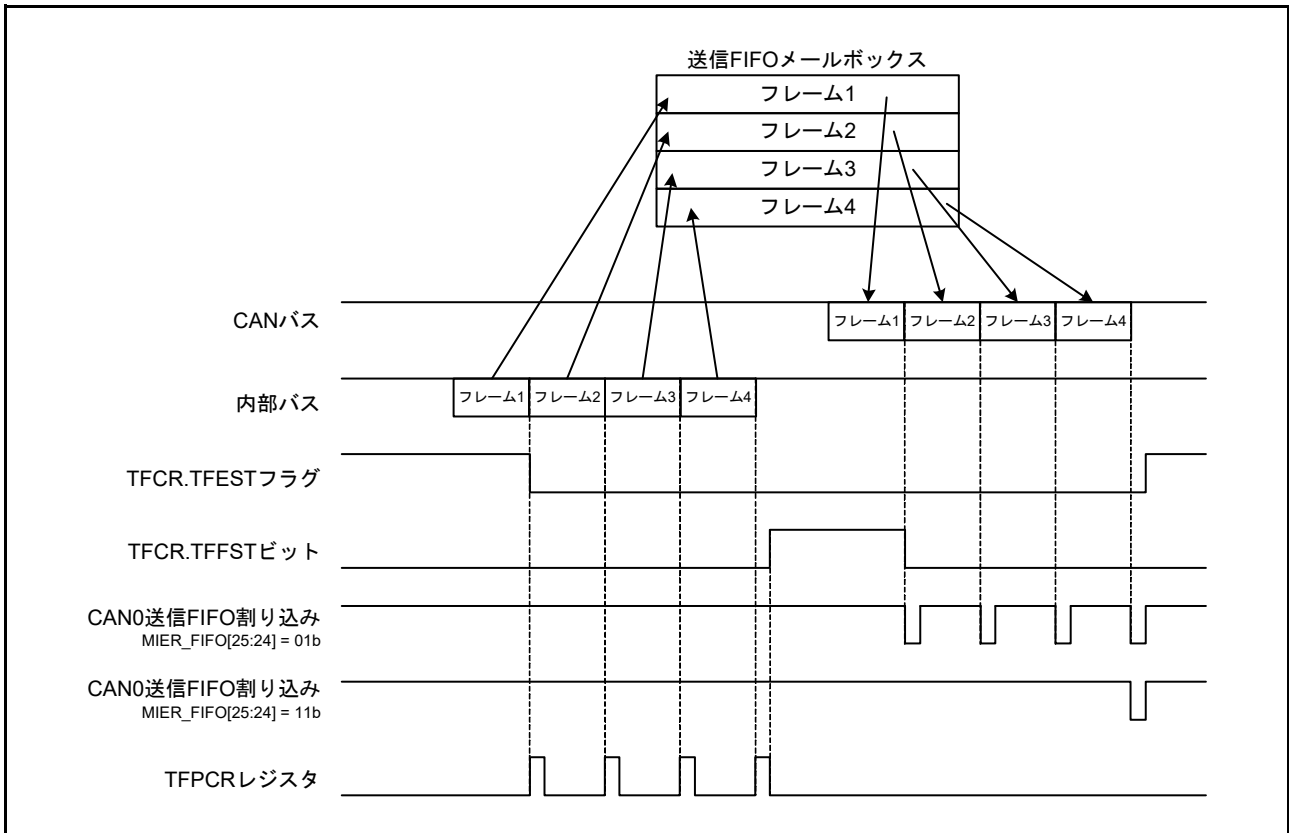 送信FIFOメールボックス
フレーム1
フレーム2
フレーム3
フレーム4
CANバス
フレーム1 フレーム2 フレーム3 フレーム4
内部バス
フレーム1 フレーム2 フレーム3 フレーム4
TFCR.TFESTフラグ
TFCR.TFFSTビット
CAN0送信FIFO割り込み
MIER_FIFO[25:24] = 01b
CAN0送信FIFO割り込み
MIER_FIFO[25:24] = 11b
TFPCRレジスタ